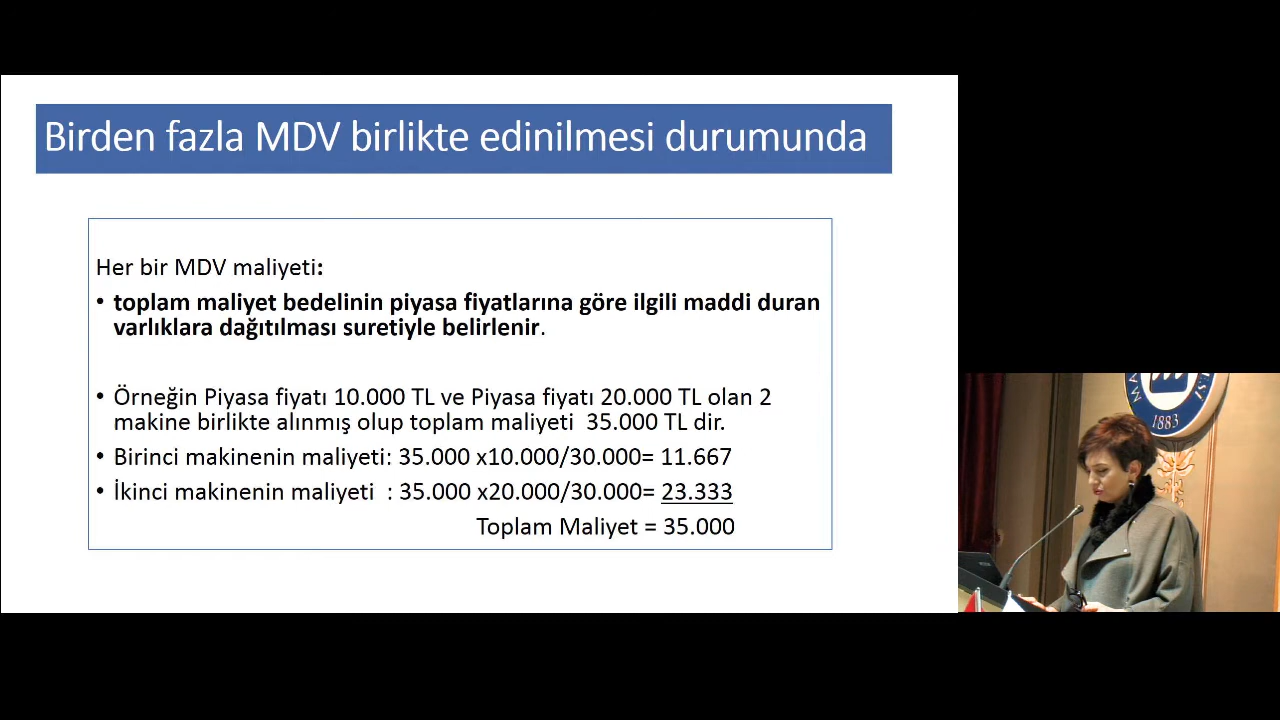 Birden fazla MDV birlikte edinilmesi durumunda
Her bir MDV maliyeti:
• toplam maliyet bedelinin piyasa fiyatlarına göre ilgili maddi duran
varlıklara dağıtılması suretiyle belirlenir.
• Örneğin Piyasa fiyatı 10.000 TL ve Piyasa fiyatı 20.000 TL olan 2
makine birlikte alınmış olup toplam maliyeti 35.000 TL dir.
• Birinci makinenin maliyeti: 35.000 x10.000/30.000= 11.667
• İkinci makinenin maliyeti : 35.000 x20.000/30.000= 23.333
Toplam Maliyet = 35.000
1883